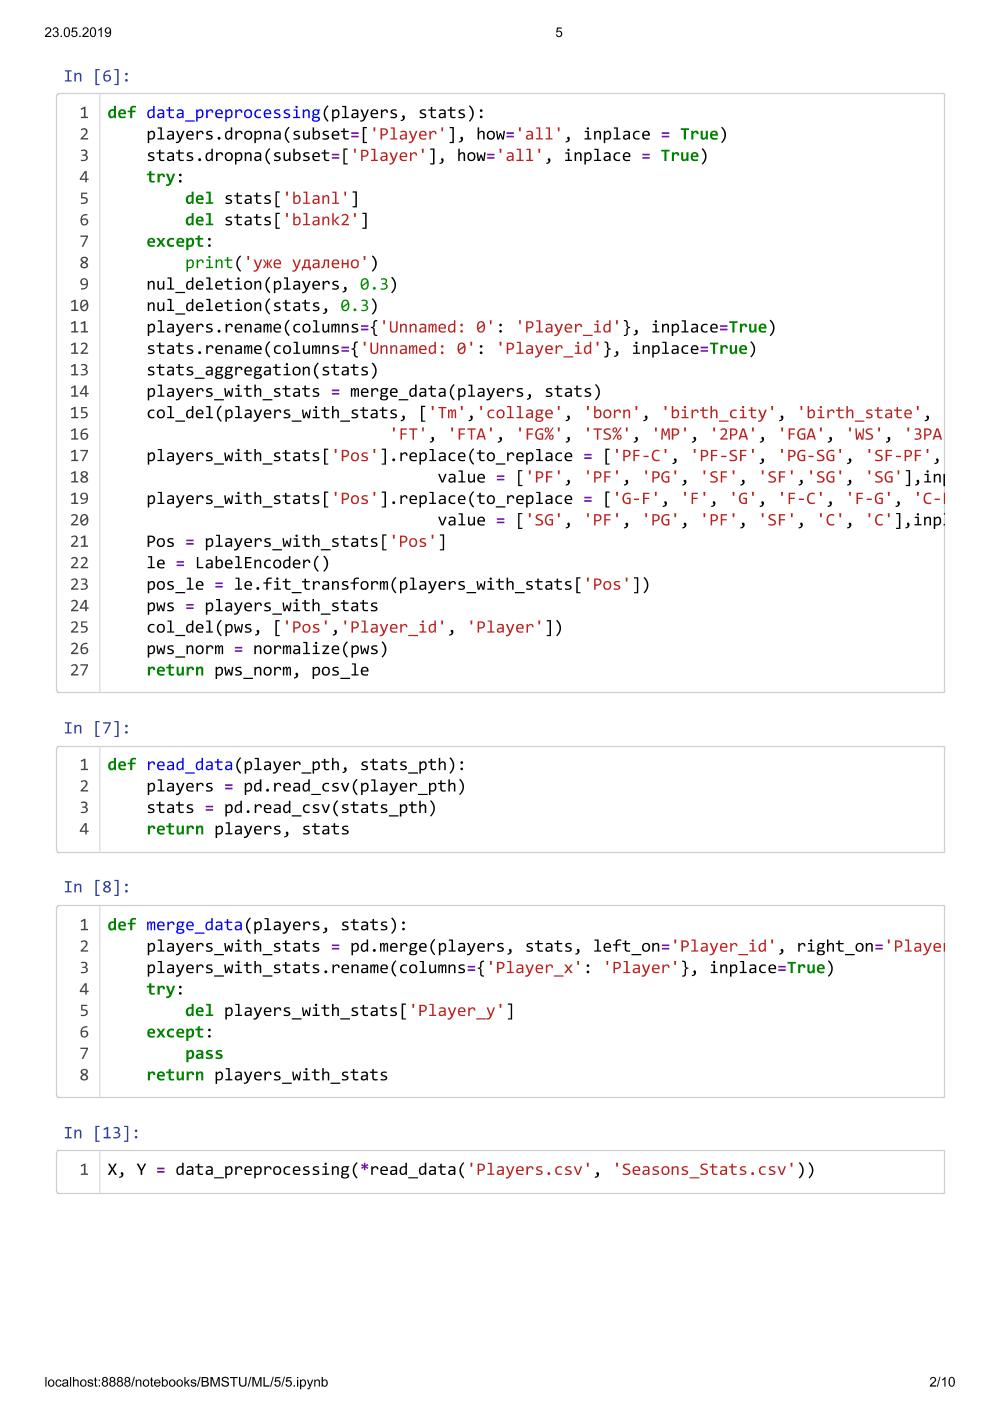 23.05.2019 5
In [6]:
1 def data_preprocessing(players, stats):
2 players.dropna(subset=['Player'], how='all', inplace = True)
3 stats.dropna(subset=['Player'], how='all', inplace = True)
4 try:
5 del stats['blanl']
6 del stats['blank2']
7 except:
8 print('уже удалено')
9 nul_deletion(players, 0.3)
10 nul_deletion(stats, 0.3)
11 players.rename(columns={'Unnamed: 0': 'Player_id'}, inplace=True)
12 stats.rename(columns={'Unnamed: 0': 'Player_id'}, inplace=True)
13 stats_aggregation(stats)
14 players_with_stats = merge_data(players, stats)
15 col_del(players_with_stats, ['Tm','collage', 'born', 'birth_city', 'birth_state',
16 'FT', 'FTA', 'FG%', 'TS%', 'MP', '2PA', 'FGA', 'WS', '3PA
17 players_with_stats['Pos'].replace(to_replace = ['PF-C', 'PF-SF', 'PG-SG', 'SF-PF',
18 value = ['PF', 'PF', 'PG', 'SF', 'SF','SG', 'SG'],in
19 players_with_stats['Pos'].replace(to_replace = ['G-F', 'F', 'G', 'F-C', 'F-G', 'C-
20 value = ['SG', 'PF', 'PG', 'PF', 'SF', 'C', 'C'],inp
21 Pos = players_with_stats['Pos']
22 le = LabelEncoder()
23 pos_le = le.fit_transform(players_with_stats['Pos'])
24 pws = players_with_stats
25 col_del(pws, ['Pos','Player_id', 'Player'])
26 pws_norm = normalize(pws)
27 return pws_norm, pos_le
In [7]:
1 def read_data(player_pth, stats_pth):
2 players = pd.read_csv(player_pth)
3 stats = pd.read_csv(stats_pth)
4 return players, stats
In [8]:
1 def merge_data(players, stats):
2 players_with_stats = pd.merge(players, stats, left_on='Player_id', right_on='Player
3 players_with_stats.rename(columns={'Player_x': 'Player'}, inplace=True)
4 try:
5 del players_with_stats['Player_y']
6 except:
7 pass
8 return players_with_stats
In [13]:
1 X, Y = data_preprocessing(*read_data('Players.csv', 'Seasons_Stats.csv'))
localhost:8888/notebooks/BMSTU/ML/5/5.ipynb 2/10